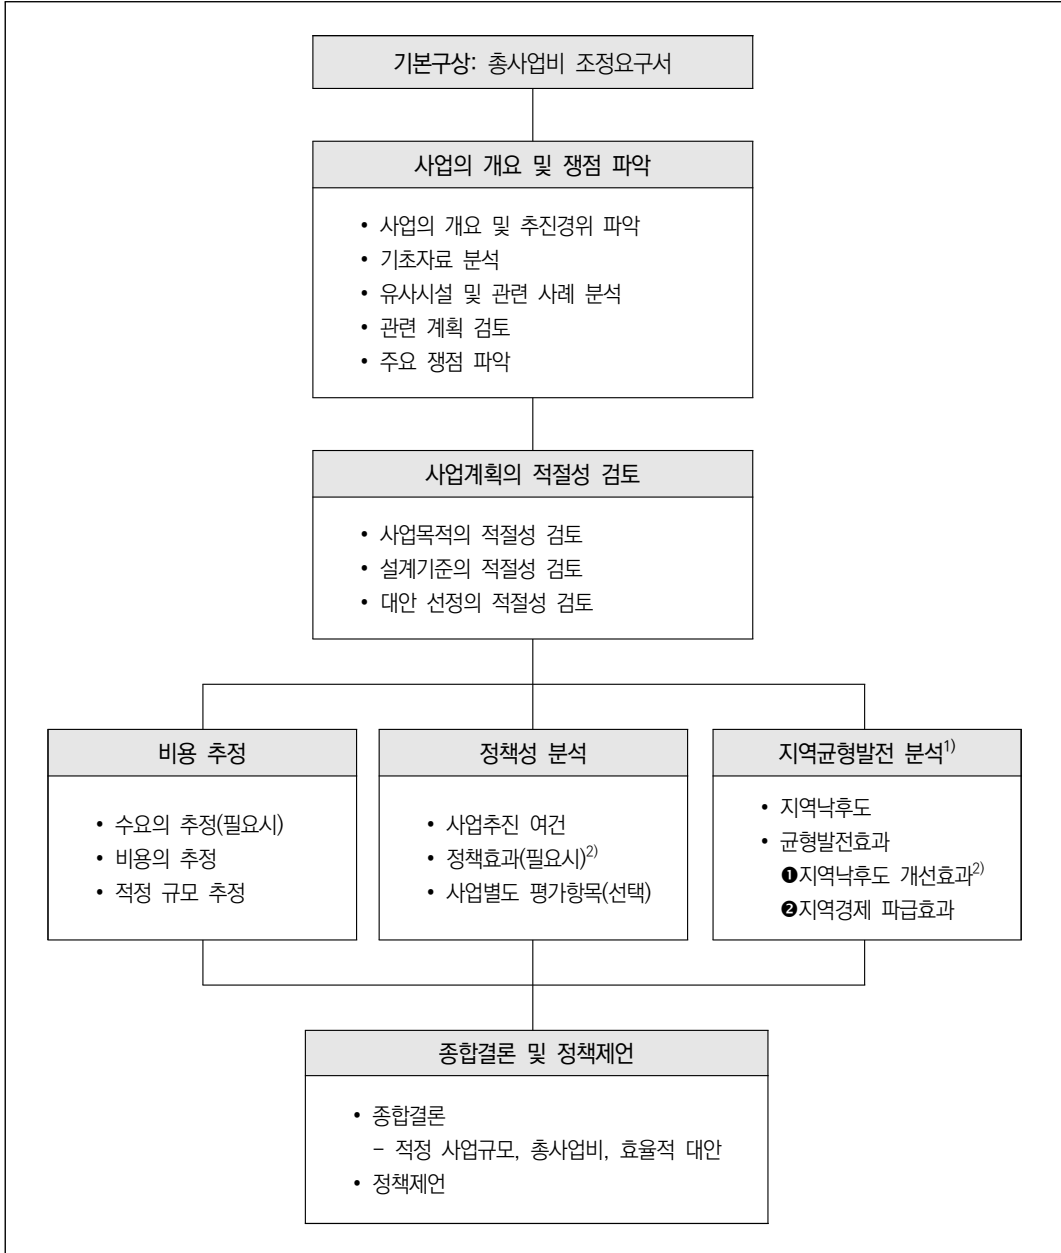 기본구상: 총사업비 조정요구서
사업의 개요 및 쟁점 파악
• 사업의 개요 및 추진경위 파악
• 기초자료 분석
• 유사시설 및 관련 사례 분석
• 관련 계획 검토
• 주요 쟁점 파악
사업계획의 적절성 검토
• 사업목적의 적절성 검토
• 설계기준의 적절성 검토
• 대안 선정의 적절성 검토
비용 추정
• 수요의 추정(필요시)
• 비용의 추정
• 적정 규모 추정
정책성 분석
• 사업추진 여건
• 정책효과(필요시)2)
• 사업별도 평가항목(선택)
지역균형발전 분석1)
• 지역낙후도
• 균형발전효과
❶지역낙후도 개선효과2)
❷지역경제 파급효과
종합결론 및 정책제언
• 종합결론
− 적정 사업규모, 총사업비, 효율적 대안
• 정책제언